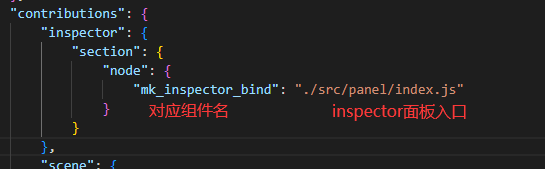 "contributions": {
"inspector": {
"section": {
"node": {
"mk_inspector_bind": "./src/panel/index.js"
} 对应组件名 inspector面板入口
}
},
"scene": {